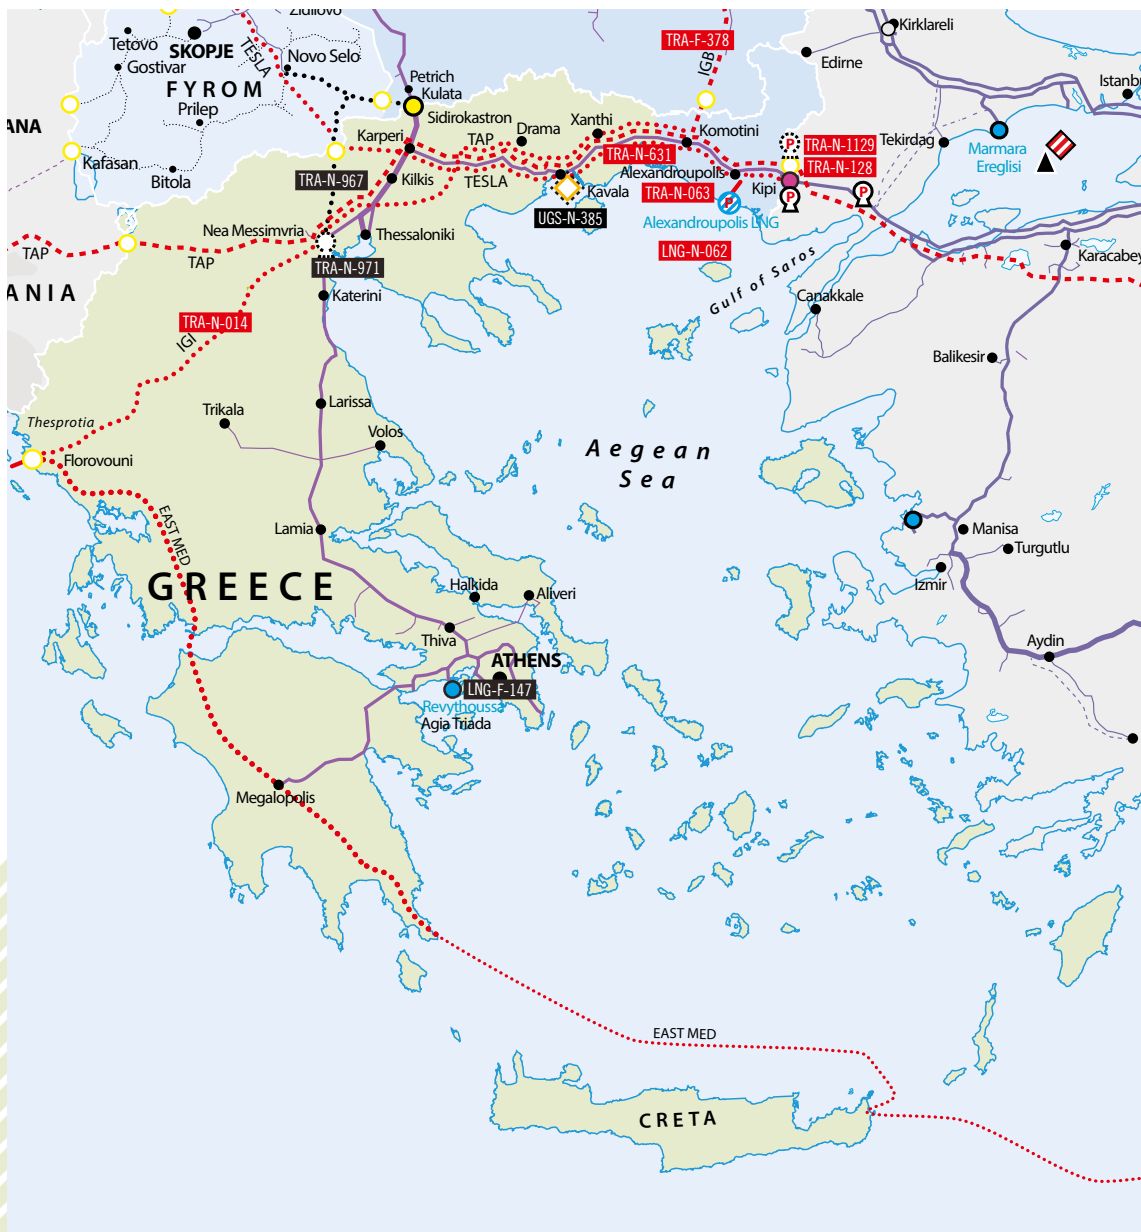 Zidilovo
Kirklareli
Tetovo
SKOPJE
TESLA
Novo Selo
TRA-F-378
IGB
Edirne
Gostivar
FYROM
Petrich
Kulata
Istanbu
Prilep
Sidirokastron
Xanthi
ANA
Karperi
TAP
Drama
Komotini
TRA-N-1129
Tekirdag
Marmara
Ereglisi
Kafasan
Bitola
TRA-N-967
Kilkis
TESLA
TRA-N-631
Alexandroupolis
TRA-N-128
Kavala
TRA-N-063
Kipi
P
P
P
P
UGS-N-385
Alexandroupolis LNG
Nea Messimvria
Thessaloniki
TAP
TAP
LNG-N-062
Karacabey
TRA-N-971
Gulf of Saros
ANIA
Katerini
Canakkale
TRA-N-014
IGI
Balikesir
Trikala
Larissa
Thesprotia
Volos
Aegean
Sea
Florovouni
EAST MED
Lamia
Manisa
Turgutlu
Izmir
GREECE
Halkida
Aliveri
Thiva
Aydin
ATHENS
LNG-F-147
Revythoussa
Agia Triada
Megalopolis
EAST MED
CRETA